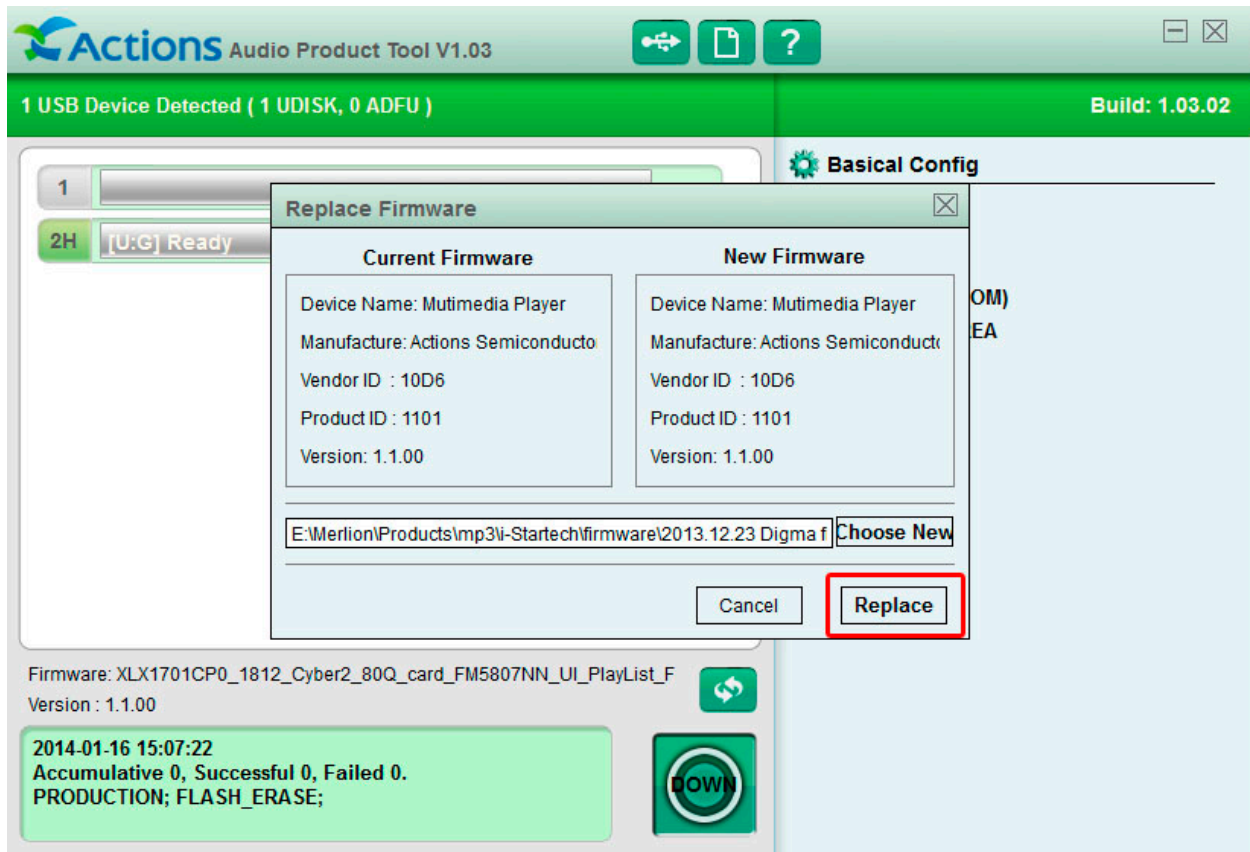 Actions Audio Product Tool V1.03
?
1 USB Device Detected ( 1 UDISK, 0 ADFU )
Build: 1.03.02
Basical Config
1
2H [U:G] Ready
OM)
EA
Replace Firmware
Current Firmware
New Firmware
Device Name: Mutimedia Player
Device Name: Mutimedia Player
Manufacture: Actions Semiconducto
Manufacture: Actions Semiconducto
Vendor ID : 10D6
Vendor ID : 10D6
Product ID : 1101
Product ID : 1101
Version: 1.1.00
Version: 1.1.00
E:\Merlion\Products\mp3\i-Startech\firmware\2013.12.23 Digma f
Choose New
Cancel
Replace
Firmware: XLX1701CP0_1812_Cyber2_80Q_card_FM5807NN_UI_PlayList_F
Version : 1.1.00
2014-01-16 15:07:22
Accumulative 0, Successful 0, Failed 0.
PRODUCTION; FLASH_ERASE;
DOWN